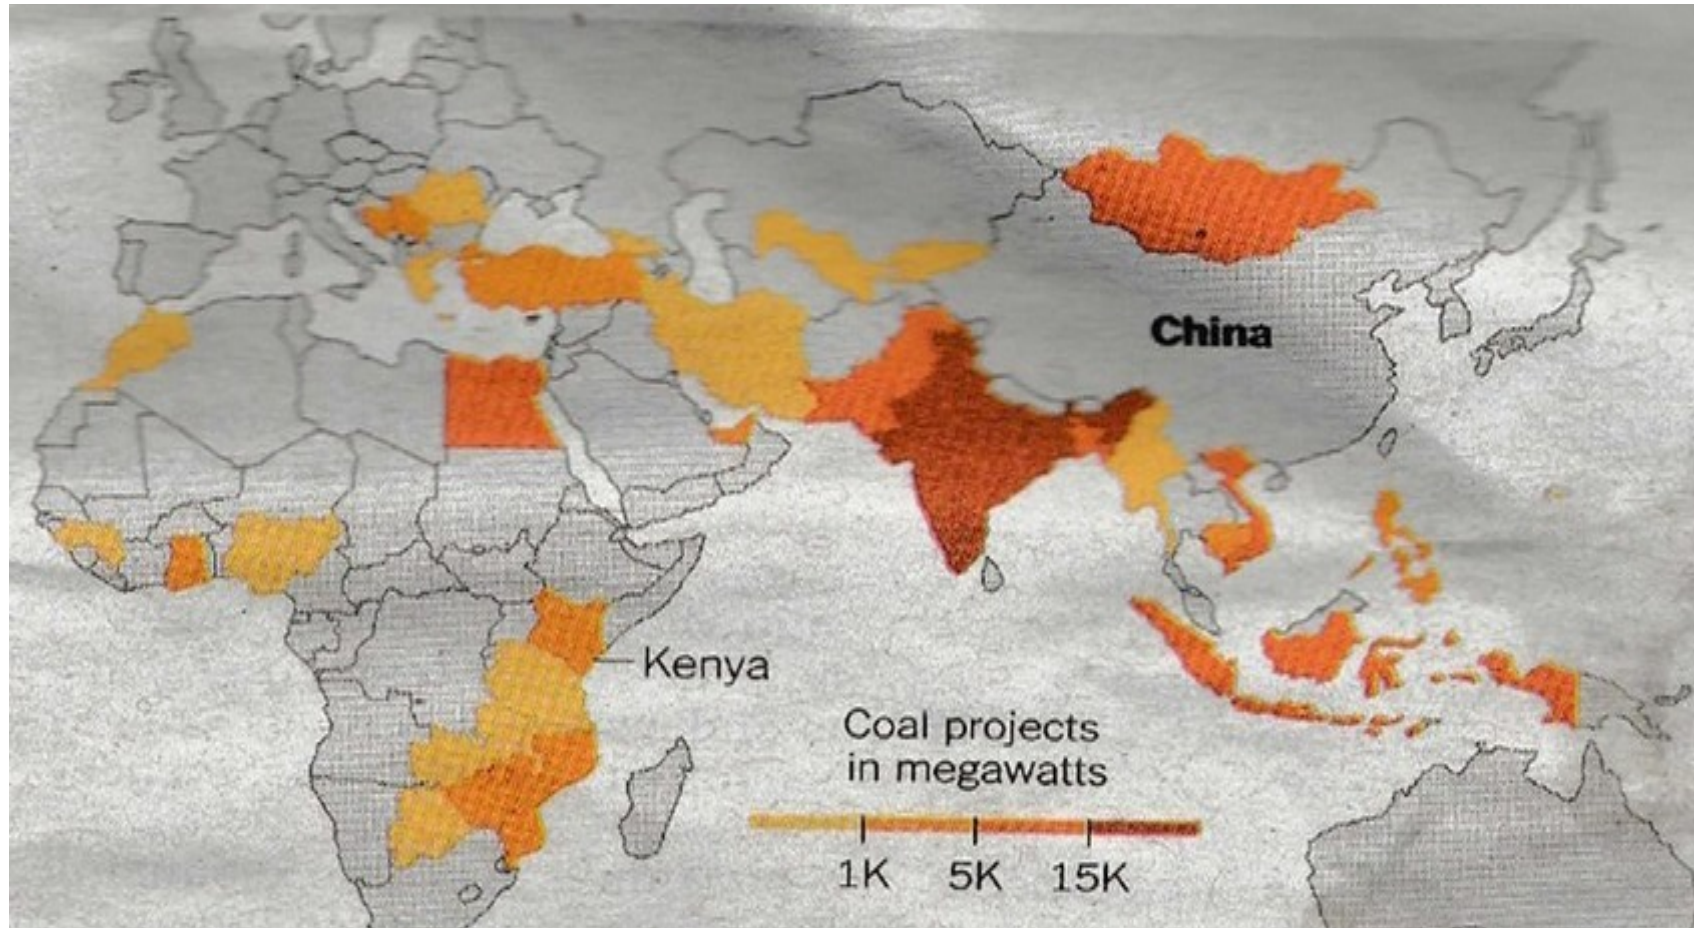 China
Kenya
Coal projects
in megawatts
1K 5K 15K